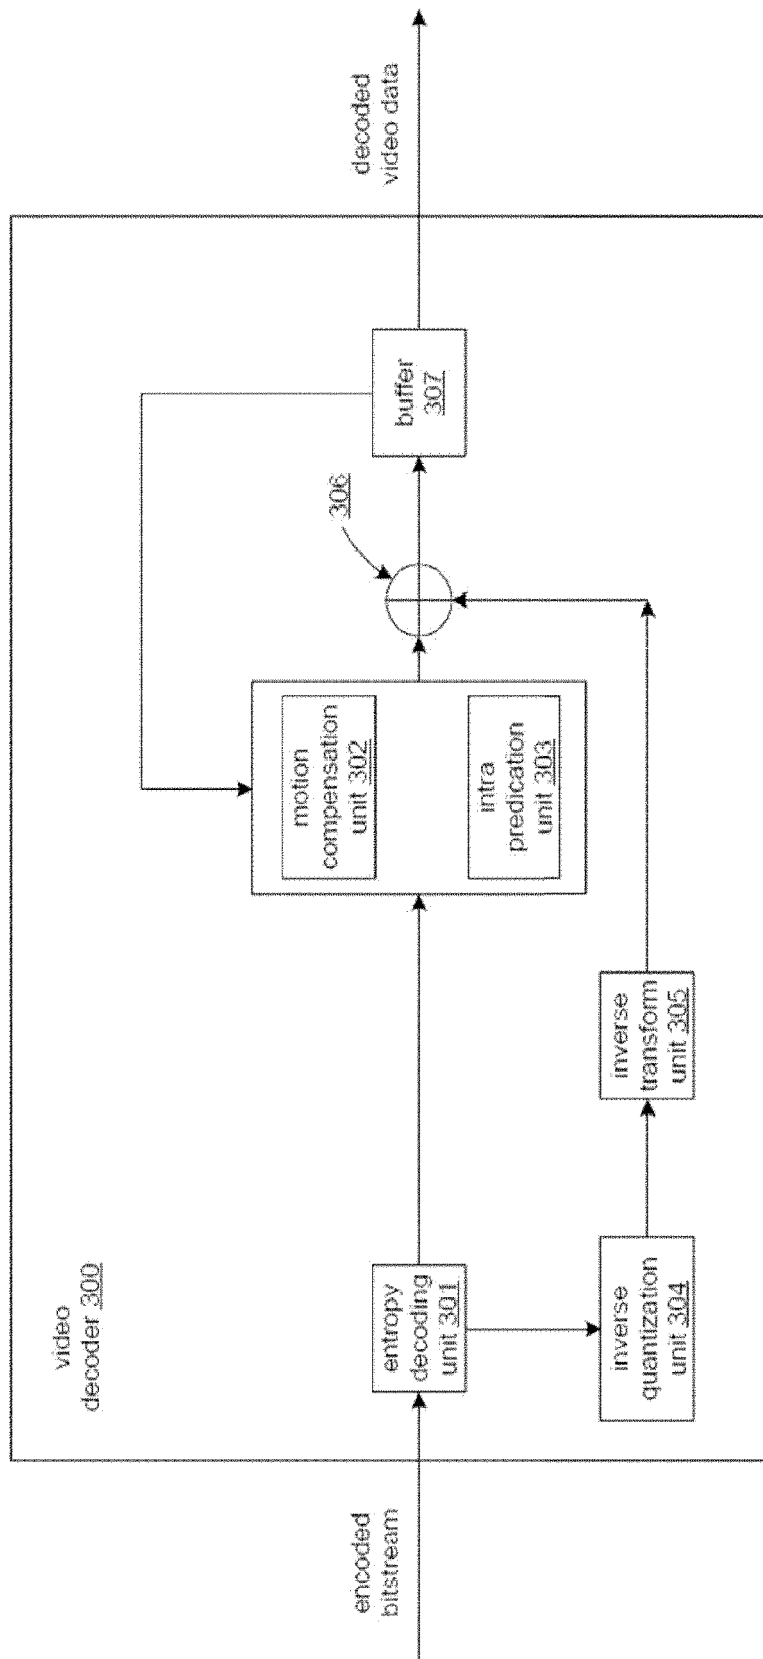 video
decoder 300
encoded
bitstream
entropy
decoding
unit 301
inverse
quantization
unit 304
inverse
transform
unit 305
motion
compensation
unit 302
intra
predication
unit 303
306
buffer
307
decoded
video data